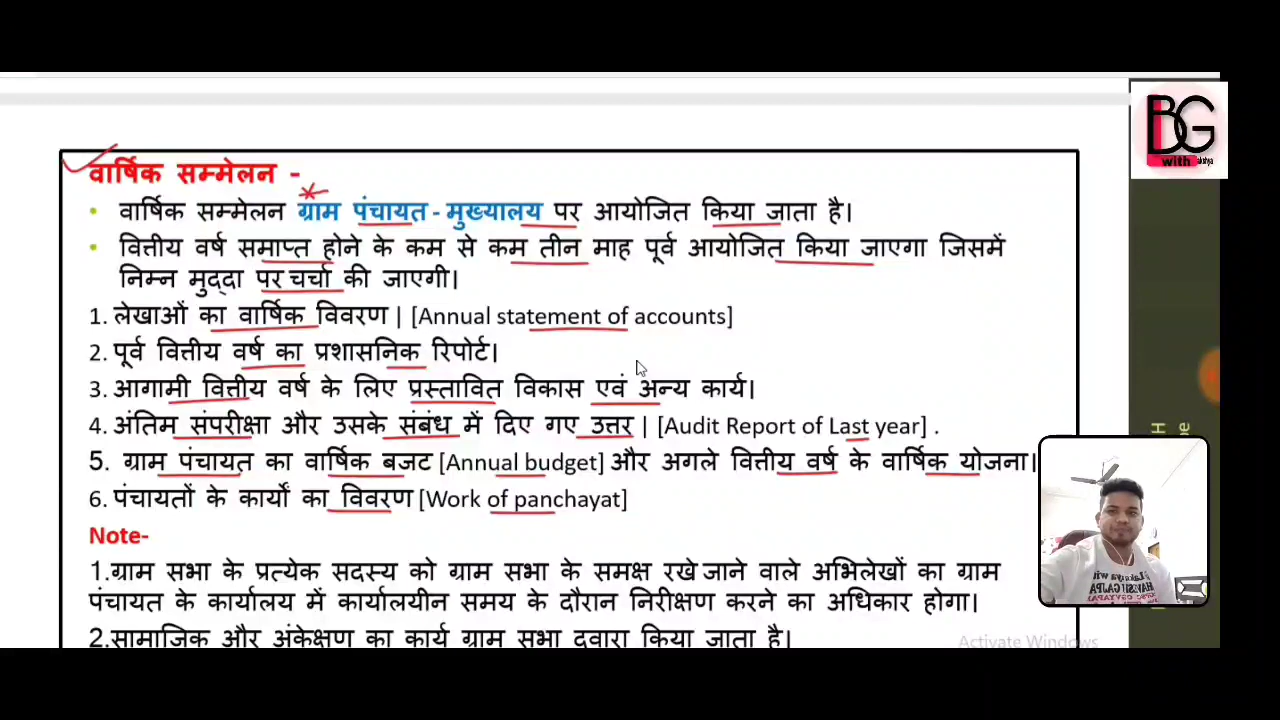 BG
with akshya
वार्षिक सम्मेलन -
वार्षिक सम्मेलन ग्राम पंचायत - मुख्यालय पर आयोजित किया जाता है।
वित्तीय वर्ष समाप्त होने के कम से कम तीन माह पूर्व आयोजित किया जाएगा जिसमें
निम्न मुद्दा पर चर्चा की जाएगी।
1. लेखाओं का वार्षिक विवरण | [Annual statement of accounts]
2. पूर्व वित्तीय वर्ष का प्रशासनिक रिपोर्ट।
3. आगामी वित्तीय वर्ष के लिए प्रस्तावित विकास एवं अन्य कार्य।
4. अंतिम संपरीक्षा और उसके संबंध में दिए गए उत्तर | [Audit Report of Last year] .
5. ग्राम पंचायत का वार्षिक बजट [Annual budget] और अगले वित्तीय वर्ष के वार्षिक योजना।
6. पंचायतों के कार्यों का विवरण [Work of panchayat]
Note-
1.ग्राम सभा के प्रत्येक सदस्य को ग्राम सभा के समक्ष रखे जाने वाले अभिलेखों का ग्राम
पंचायत के कार्यालय में कार्यालयीन समय के दौरान निरीक्षण करने का अधिकार होगा।
2.सामाजिक और अंकेक्षण का कार्य ग्राम सभा दवारा किया जाता है।
Activate Windows